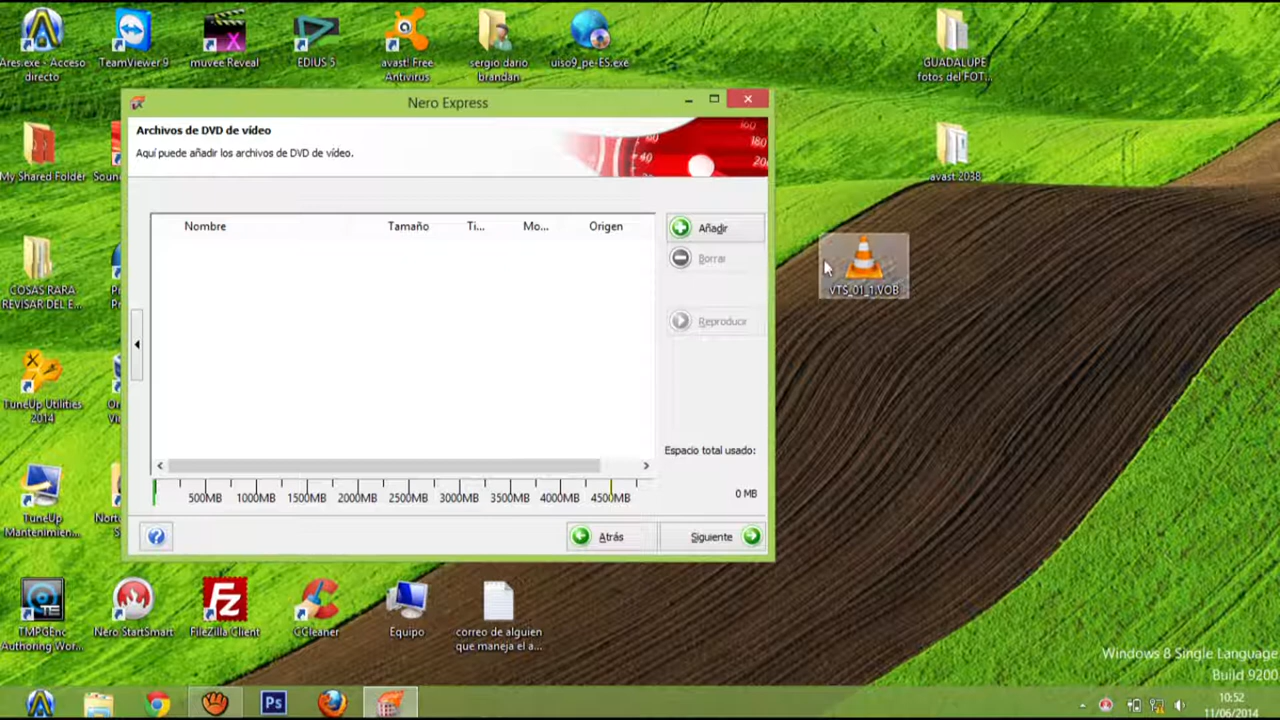 Ares.exe - Acceso
directo
TeamViewer 9
muvee Reveal
EDIUS 5
avast! Free
Antivirus
sergio dario
brandan
uiso9_pe-ES.exe
GUADALUPE
fotos del FOT...
My Shared Folder
avast 2038
COSAS RARA
REVISAR DEL E...
TuneUp Utilities
2014
TuneUp
Mantenimien...
Nero Express
Archivos de DVD de vídeo
Aquí puede añadir los archivos de DVD de vídeo.
Nombre
Tamaño
Ti...
Mo...
Origen
Añadir
Borrar
Reproducir
Espacio total usado:
500MB
1000MB
1500MB
2000MB
2500MB
3000MB
3500MB
4000MB
4500MB
0 MB
Atrás
Siguiente
VTS_01_1.VOB
TMPGEnc
Authoring Wor...
Nero StartSmart
FileZilla Client
CCleaner
Equipo
correo de alguien
que maneja el a...
Windows 8 Single Language
Build 9200
Ps
10:52
11/06/2014